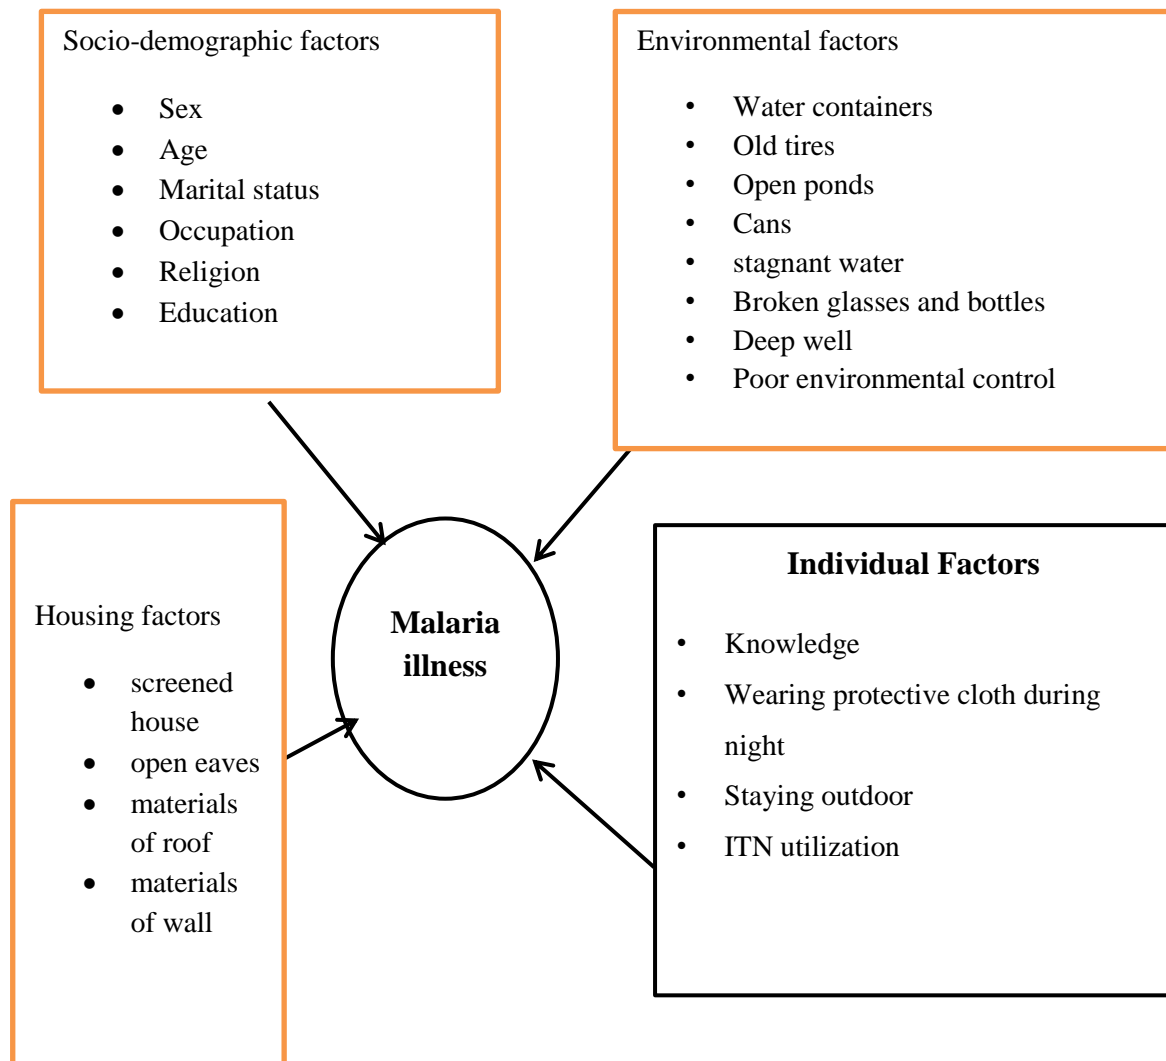 Socio-demographic factors
• Sex
• Age
• Marital status
• Occupation
• Religion
• Education
Environmental factors
• Water containers
• Old tires
• Open ponds
• Cans
• stagnant water
• Broken glasses and bottles
• Deep well
• Poor environmental control
Housing factors
• screened
house
• open eaves
• materials
of roof
• materials
of wall
Malaria
illness
Individual Factors
• Knowledge
• Wearing protective cloth during
night
• Staying outdoor
• ITN utilization